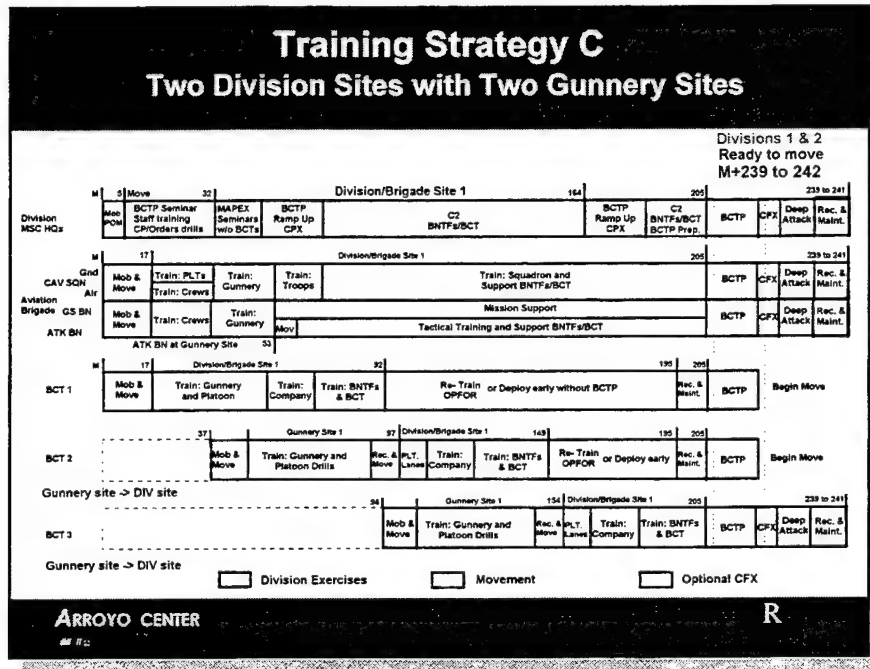 Training Strategy C
Two Division Sites with Two Gunnery Sites
Divisions 1 & 2
Ready to move
M+239 to 242
M 5 Move 32 Division/Brigade Site 1 164 205 239 to 241
Division
MSC HQs
Mob
POM
BCTP Seminar
Staff training
CP/Orders drills
MAPEX
Seminars
w/o BCTs
BCTP
Ramp Up
CPX
C2
BNTFs/BCT
BCTP
Ramp Up
CPX
C2
BNTFs/BCT
BCTP Prep.
BCTP
CFX
Deep
Attack
Rec. &
Maint.
M 17 Division/Brigade Site 1 205 239 to 241
Gnd
CAV SQN
Air
Mob &
Move
Train: PLTs
Train: Crews
Train:
Gunnery
Train:
Troops
Train: Squadron and
Support BNTFs/BCT
BCTP
CFX
Deep
Attack
Rec. &
Maint.
Aviation
Brigade GS BN
ATK BN
Mob &
Move
Train: Crews
Train:
Gunnery
Mission Support
Mov
Tactical Training and Support BNTFs/BCT
BCTP
CFX
Deep
Attack
Rec. &
Maint.
ATK BN at Gunnery Site 53
M 17 Division/Brigade Site 1 92 195 205
BCT 1
Mob &
Move
Train: Gunnery
and Platoon
Train:
Company
Train: BNTFs
& BCT
Re- Train or Deploy early without BCTP
OPFOR
Rec. &
Maint.
BCTP
Begin Move
37 Gunnery Site 1 97 Division/Brigade Site 1 149 195 205
BCT 2
Mob &
Move
Train: Gunnery and
Platoon Drills
Rec. &
Move
PLT.
Lanes
Train:
Company
Train: BNTFs
& BCT
Re- Train or Deploy early
OPFOR
Rec. &
Maint.
BCTP
Begin Move
Gunnery site -> DIV site
94 Gunnery Site 1 154 Division/Brigade Site 1 205 239 to 241
BCT 3
Mob &
Move
Train: Gunnery and
Platoon Drills
Rec. &
Move
PLT.
Lanes
Train:
Company
Train: BNTFs
& BCT
BCTP
CFX
Deep
Attack
Rec. &
Maint.
Gunnery site -> DIV site
Division Exercises
Movement
Optional CFX
ARROYO CENTER
R